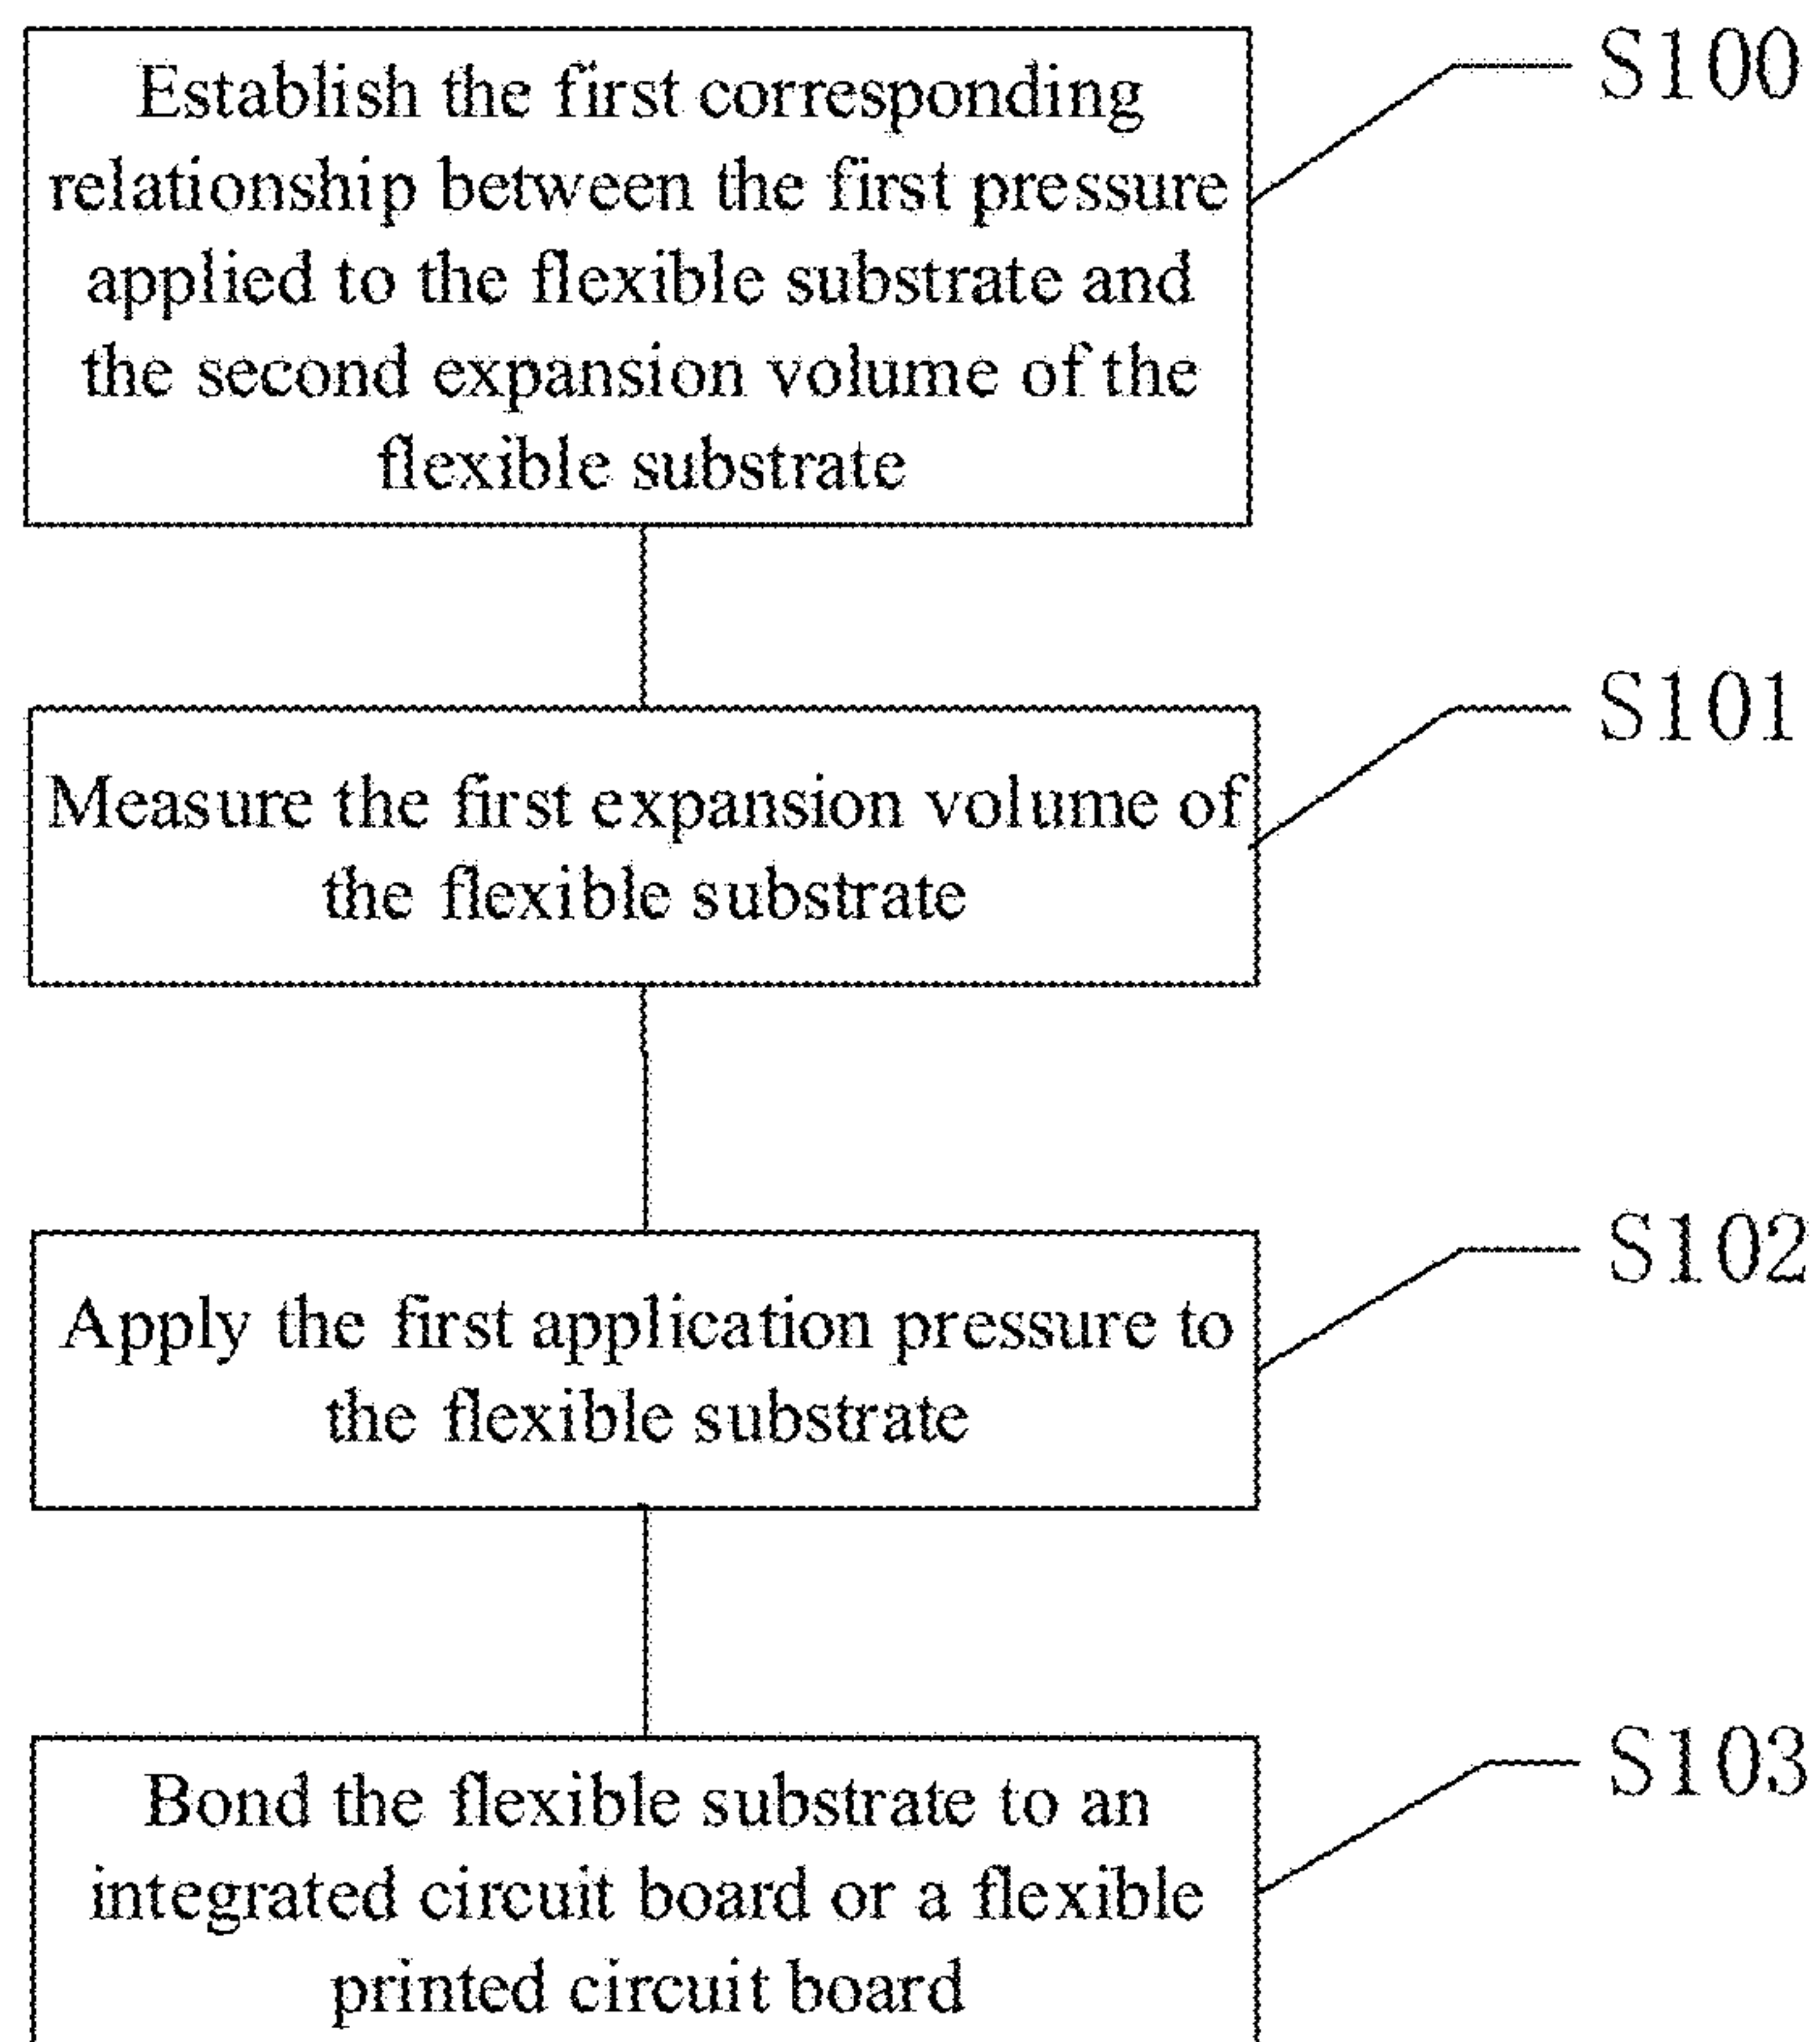 Establish the first corresponding
relationship between the first pressure
applied to the flexible substrate and
the second expansion volume of the
flexible substrate
S100
Measure the first expansion volume of
the flexible substrate
S101
Apply the first application pressure to
the flexible substrate
S102
Bond the flexible substrate to an
integrated circuit board or a flexible
printed circuit board
S103